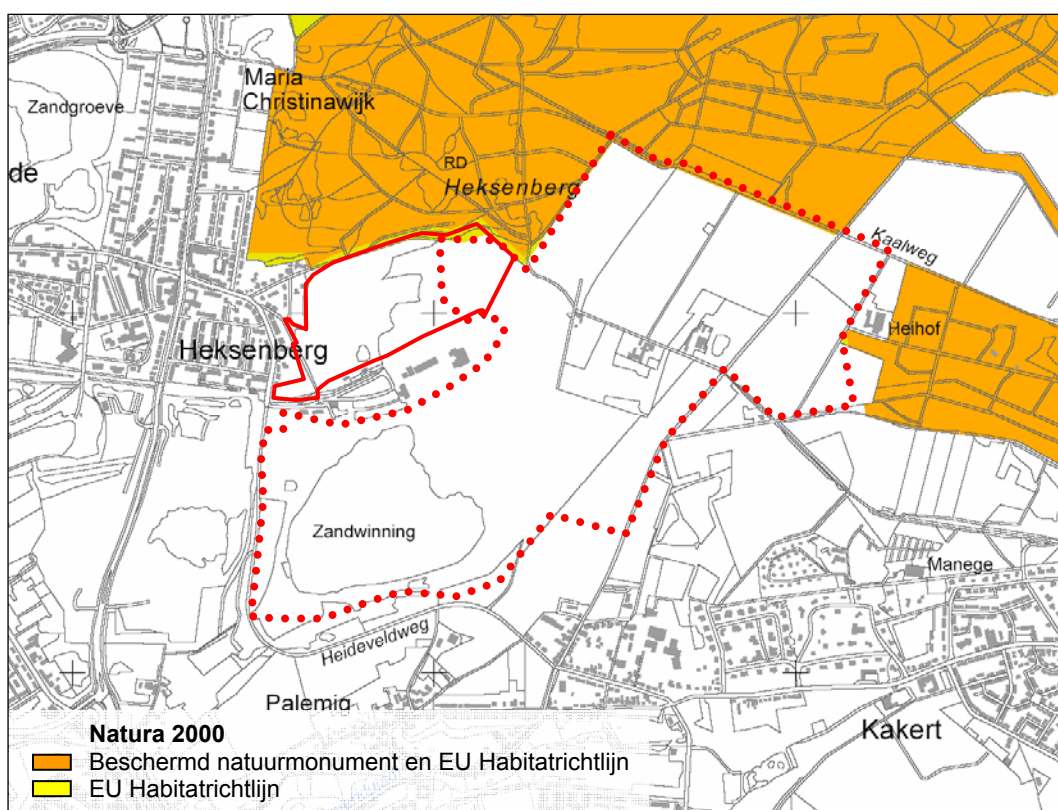 Maria
Christinawijk
Zandgroeve
de
RD
Heksenberg
Kaalweg
Heihof
Heksenberg
Zandwinning
Manege
Heideveldweg
Palemig
Kakert
Natura 2000
Beschermd natuurmonument en EU Habitatrichtlijn
EU Habitatrichtlijn